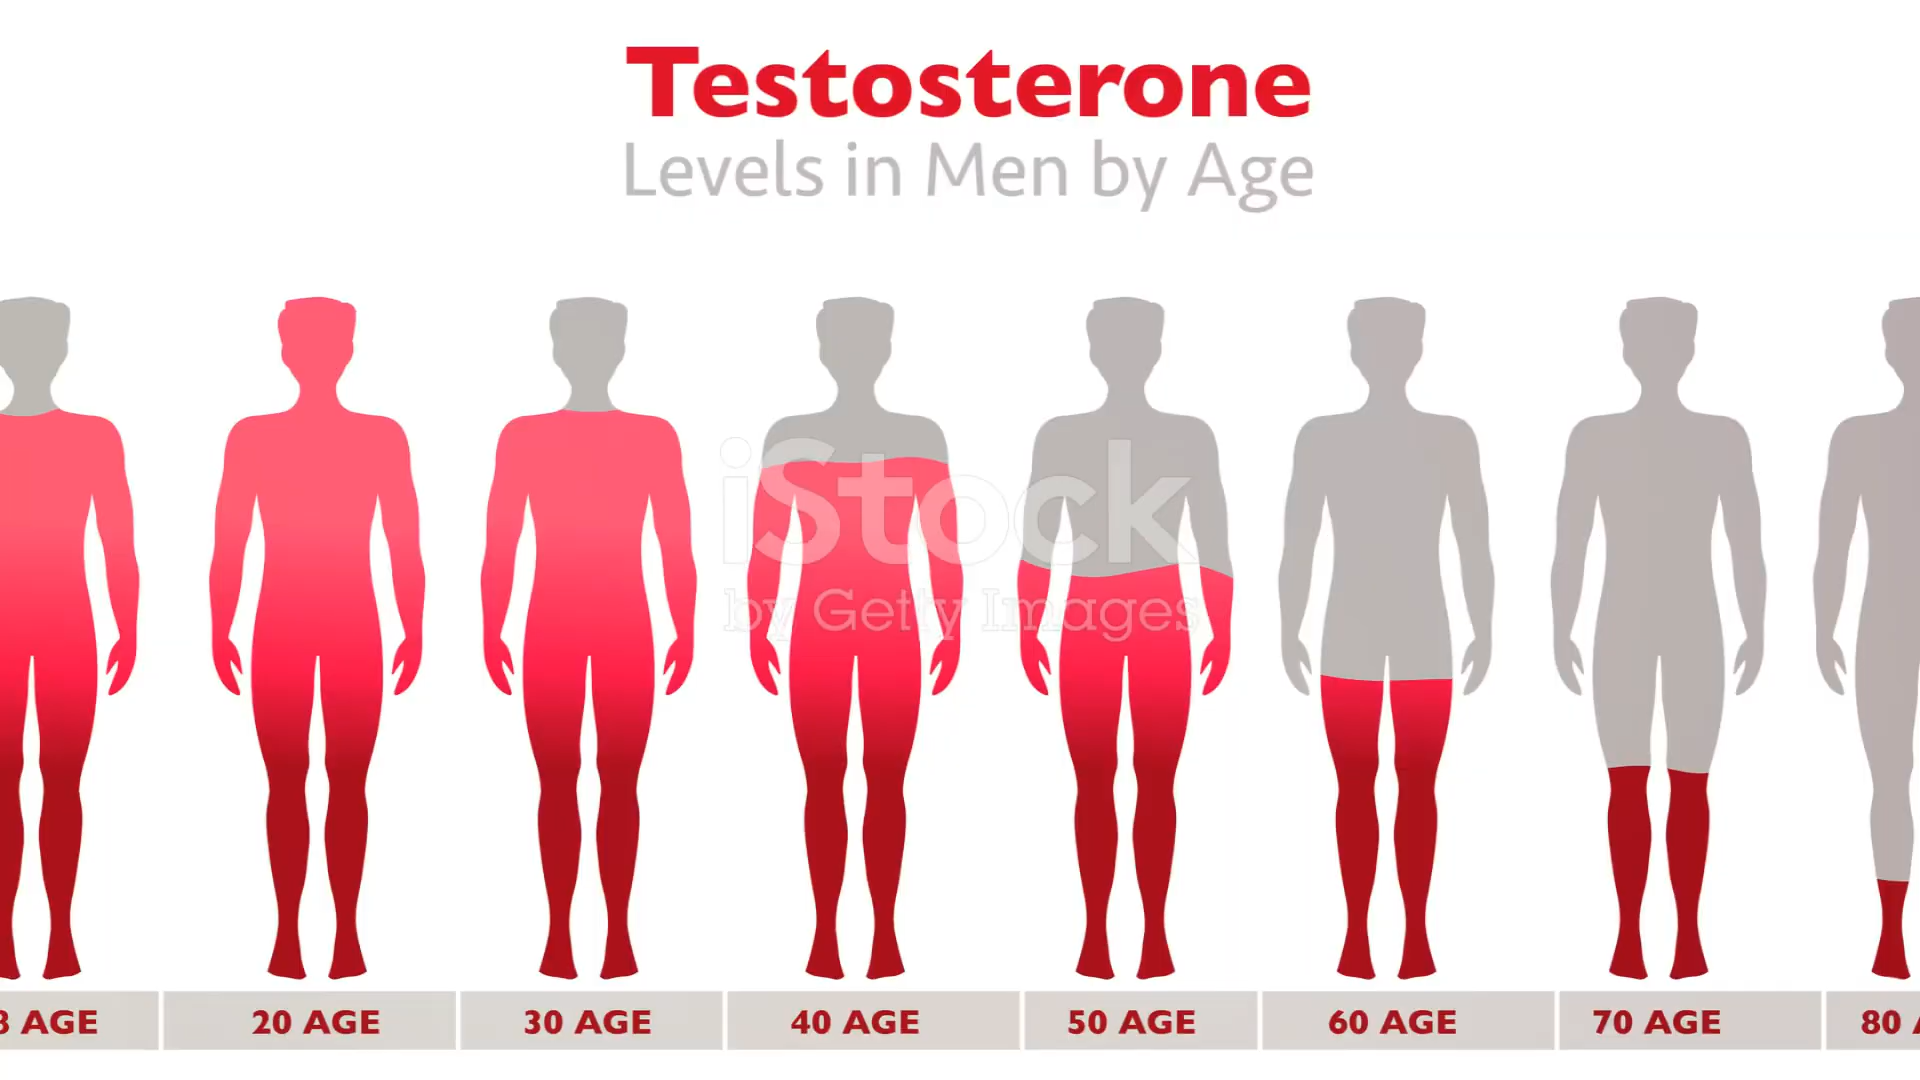 Testosterone
Levels in Men by Age
iStock
by Getty Images
8 AGE
20 AGE
30 AGE
40 AGE
50 AGE
60 AGE
70 AGE
80